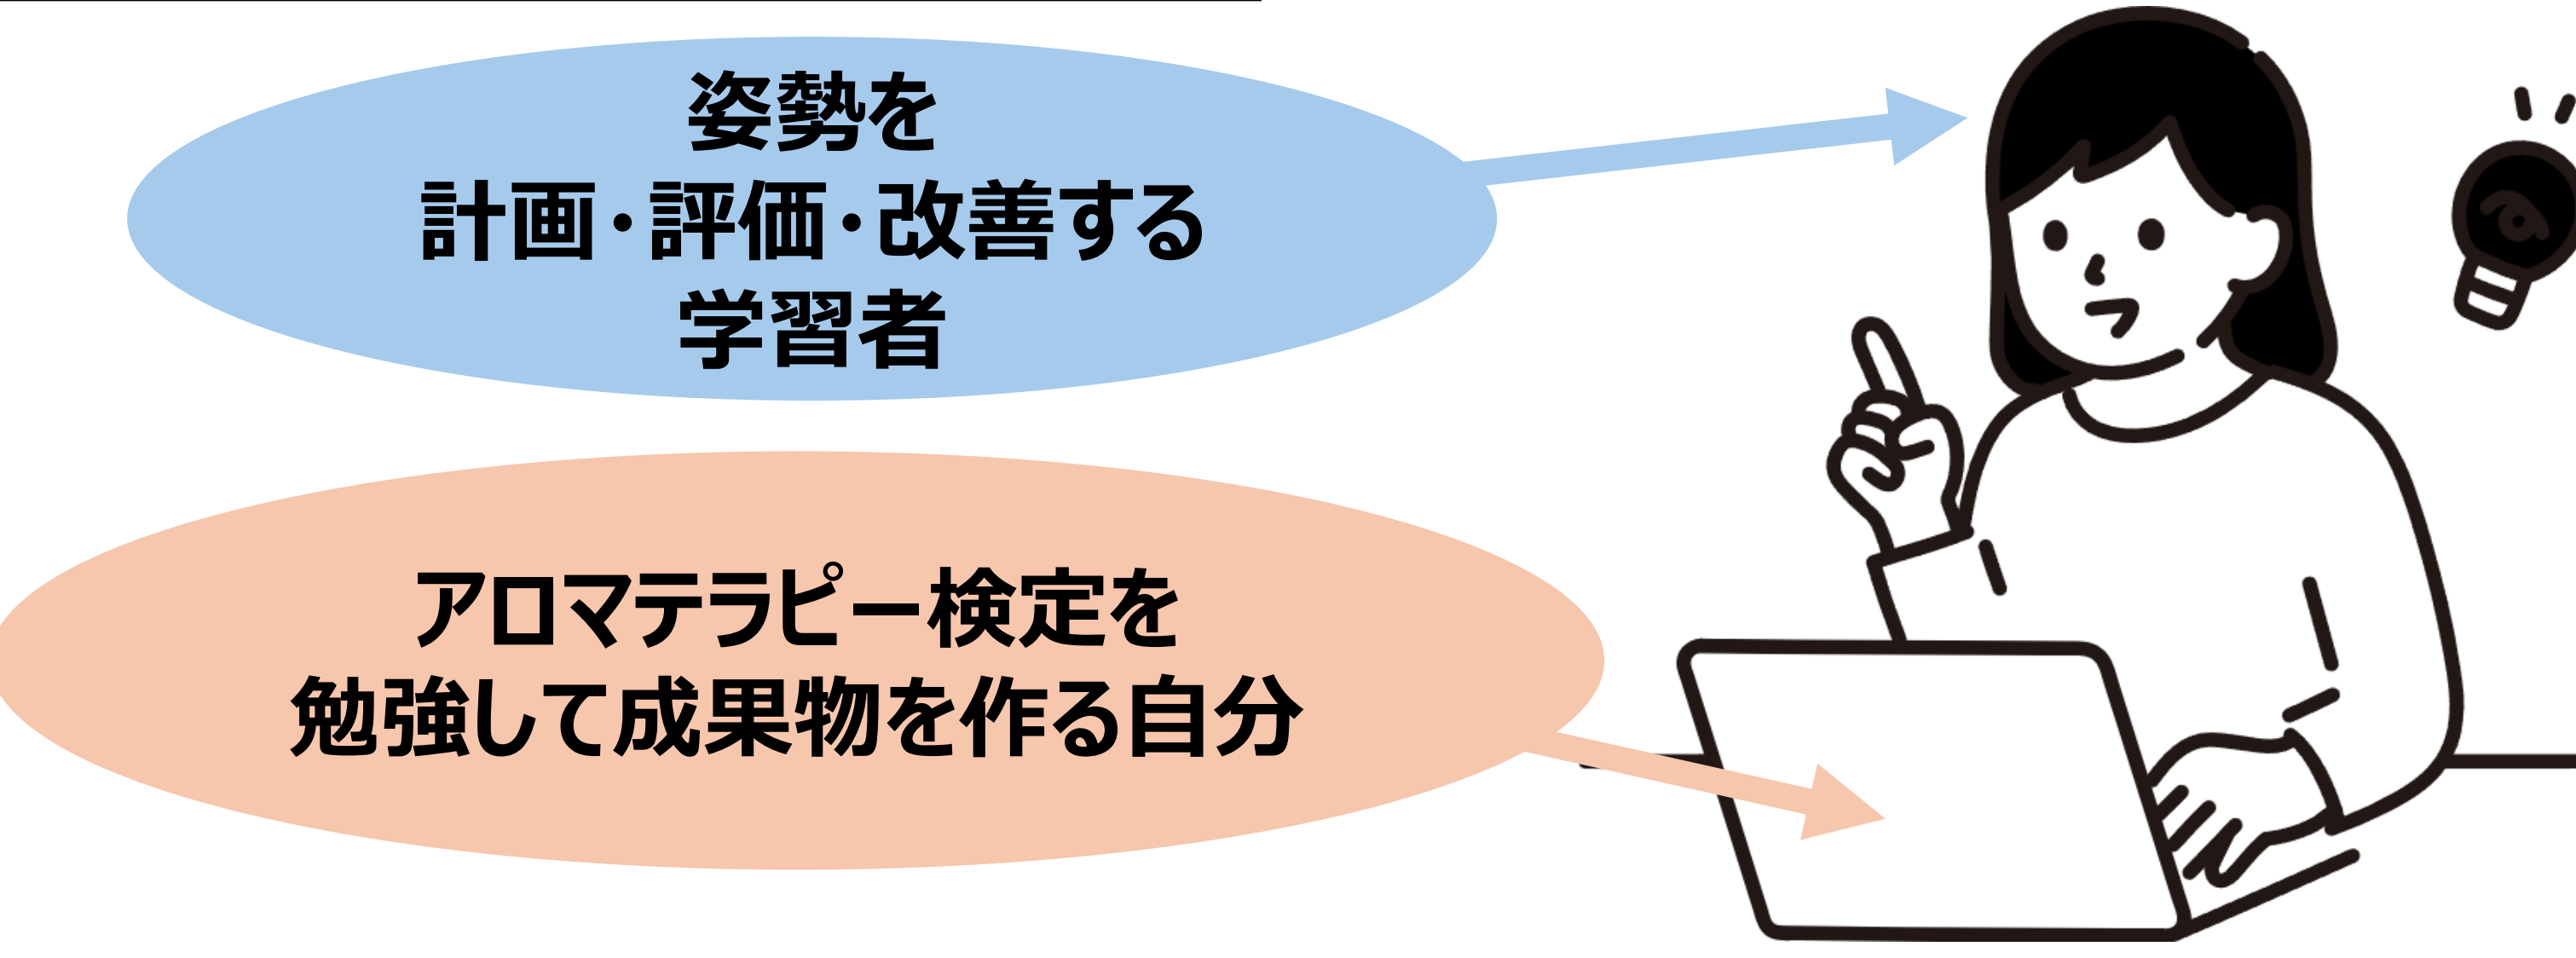 姿勢を
計画・評価・改善する
学習者
アロマテラピー検定を
勉強して成果物を作る自分